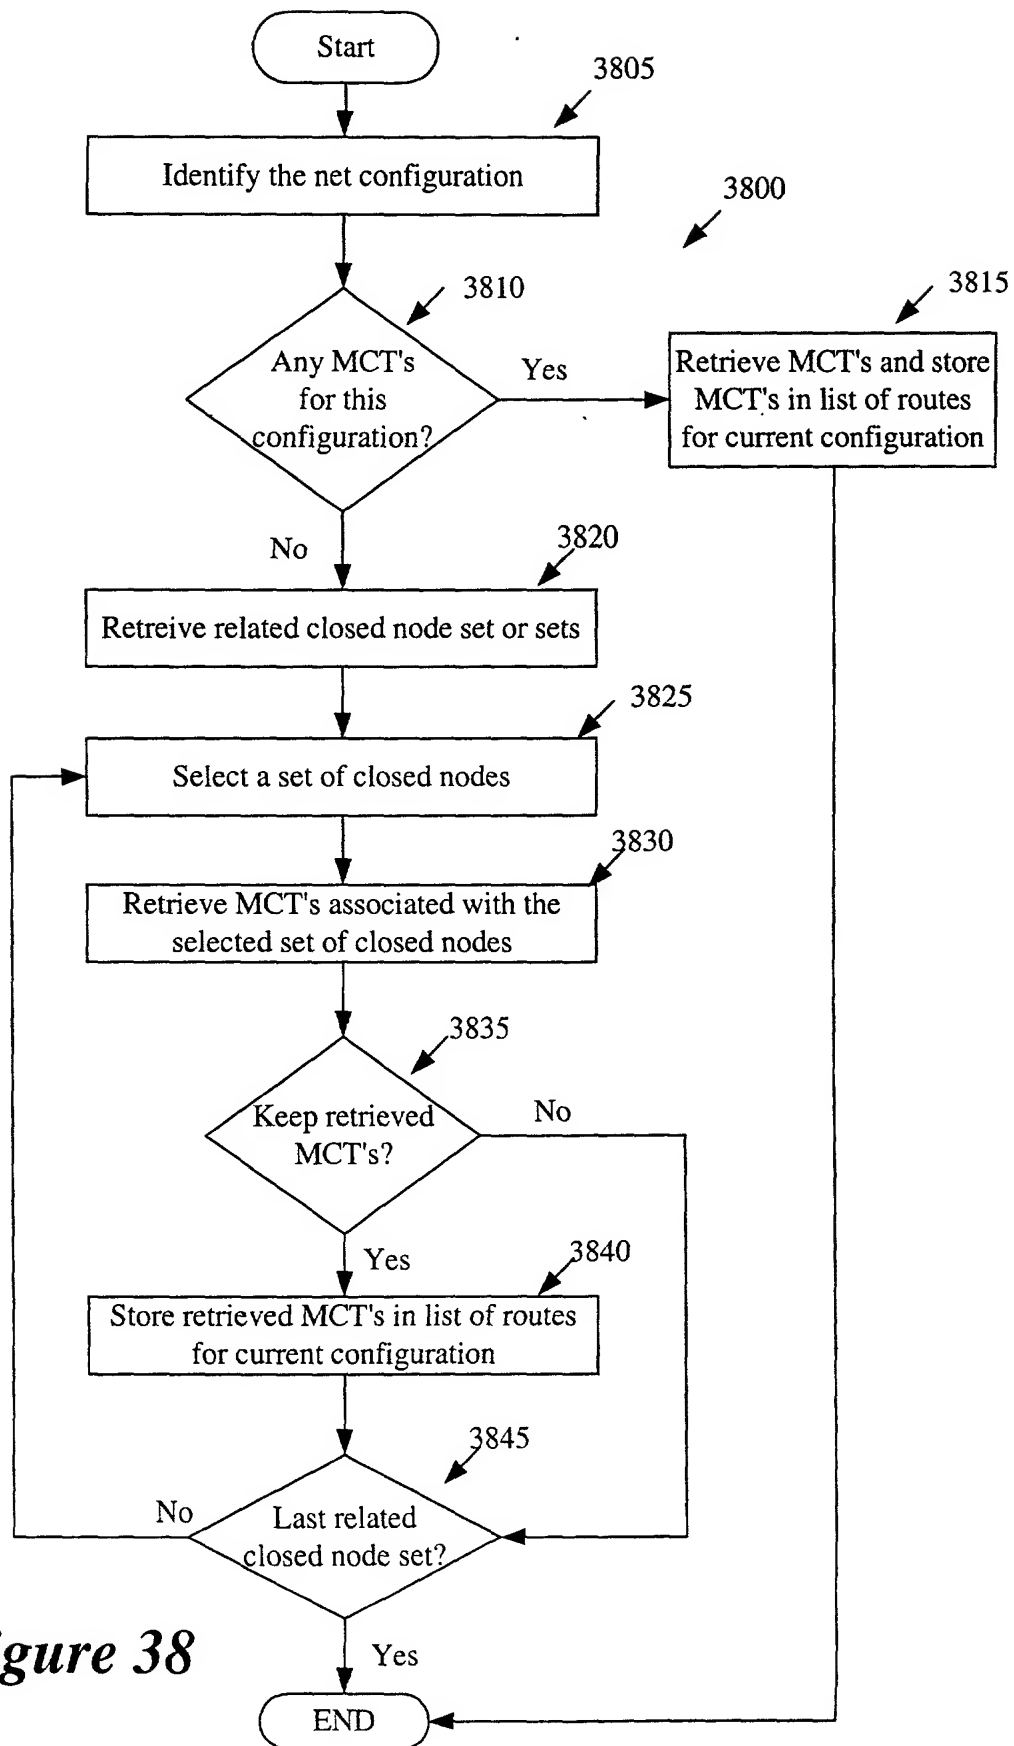 Start
3805
Identify the net configuration
3800
3810
3815
Any MCT's
for this
configuration?
Yes
Retrieve MCT's and store
MCT's in list of routes
for current configuration
No
3820
Retreive related closed node set or sets
3825
Select a set of closed nodes
3830
Retrieve MCT's associated with the
selected set of closed nodes
3835
Keep retrieved
MCT's?
No
Yes
3840
Store retrieved MCT's in list of routes
for current configuration
3845
No
Last related
closed node set?
Yes
gure 38
END